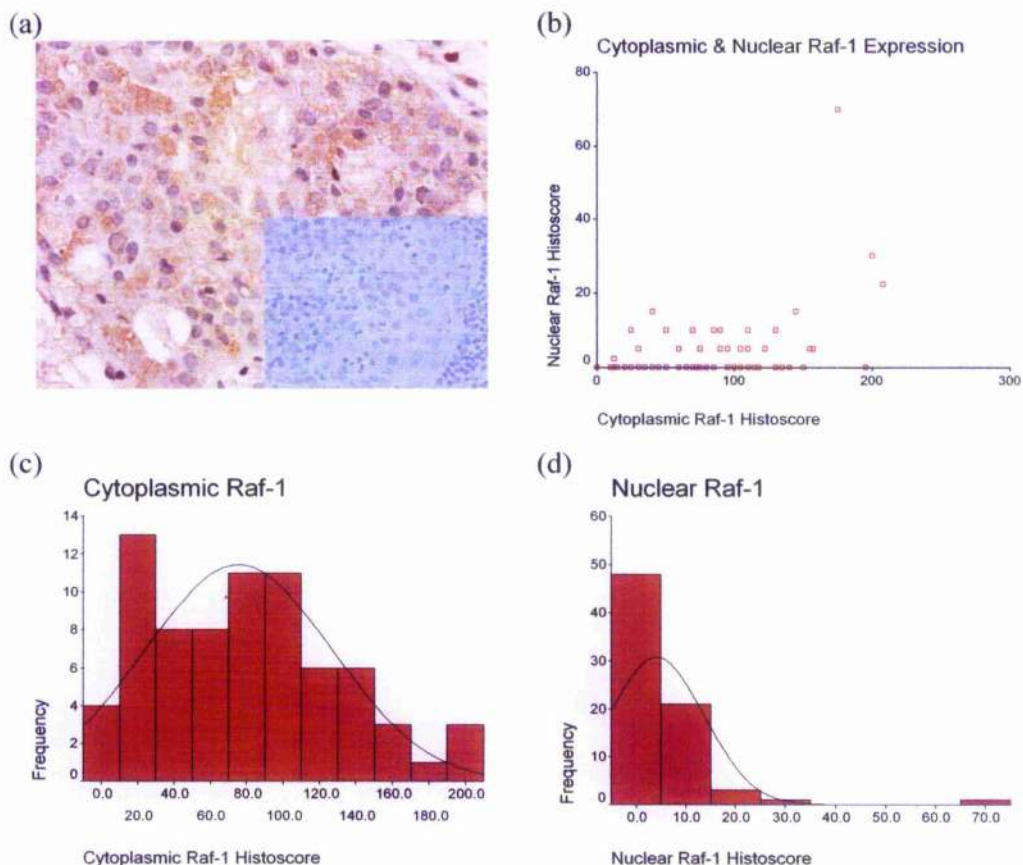 (a)
(b)
Cytoplasmic & Nuclear Raf-1 Expression
80
60
40
20
0
Nuclear Raf-1 Histoscore
0 100 200 300
Cytoplasmic Raf-1 Histoscore
(c)
Cytoplasmic Raf-1
14
12
10
8
6
4
2
0
Frequency
0.0 40.0 80.0 120.0 160.0 200.0
20.0 60.0 100.0 140.0 180.0
Cytoplasmic Raf-1 Histoscore
(d)
Nuclear Raf-1
60
50
40
30
20
10
0
Frequency
0.0 10.0 20.0 30.0 40.0 50.0 60.0 70.0
Nuclear Raf-1 Histoscore